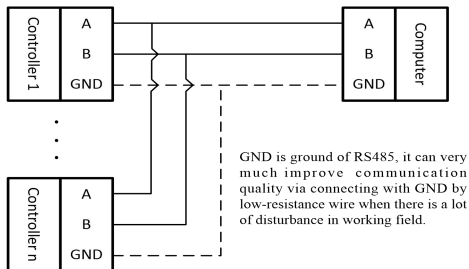 Controller 1
A
B
GND
A
B
GND
Computer
Controller n
A
B
GND
GND is ground of RS485, it can very
much improve communication
quality via connecting with GND by
low-resistance wire when there is a lot
of disturbance in working field.